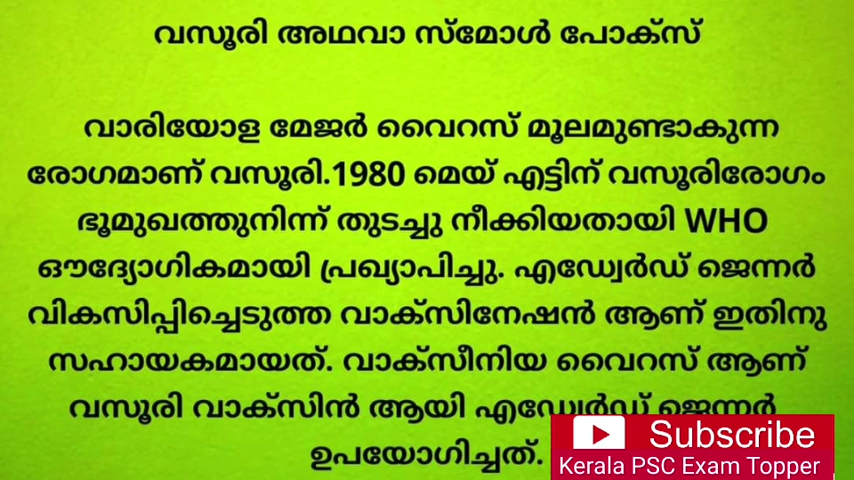 വസൂരി അഥവാ സ്മോൾ പോക്സ്
വാരിയോള മേജർ വൈറസ് മൂലമുണ്ടാകുന്ന
രോഗമാണ് വസൂരി.1980 മെയ് എട്ടിന് വസൂരിരോഗം
ഭൂമുഖത്തുനിന്ന് തുടച്ചു നീക്കിയതായി WHO
ഔദ്യോഗികമായി പ്രഖ്യാപിച്ചു. എഡ്വേർഡ് ജെന്നർ
വികസിപ്പിച്ചെടുത്ത വാക്സിനേഷൻ ആണ് ഇതിനു
സഹായകമായത്. വാക്സീനിയ വൈറസ് ആണ്
വസൂരി വാക്സിൻ ആയി എഡ്വേർഡ് ജെന്നർ
ഉപയോഗിച്ചത്.
Subscribe
Kerala PSC Exam Topper